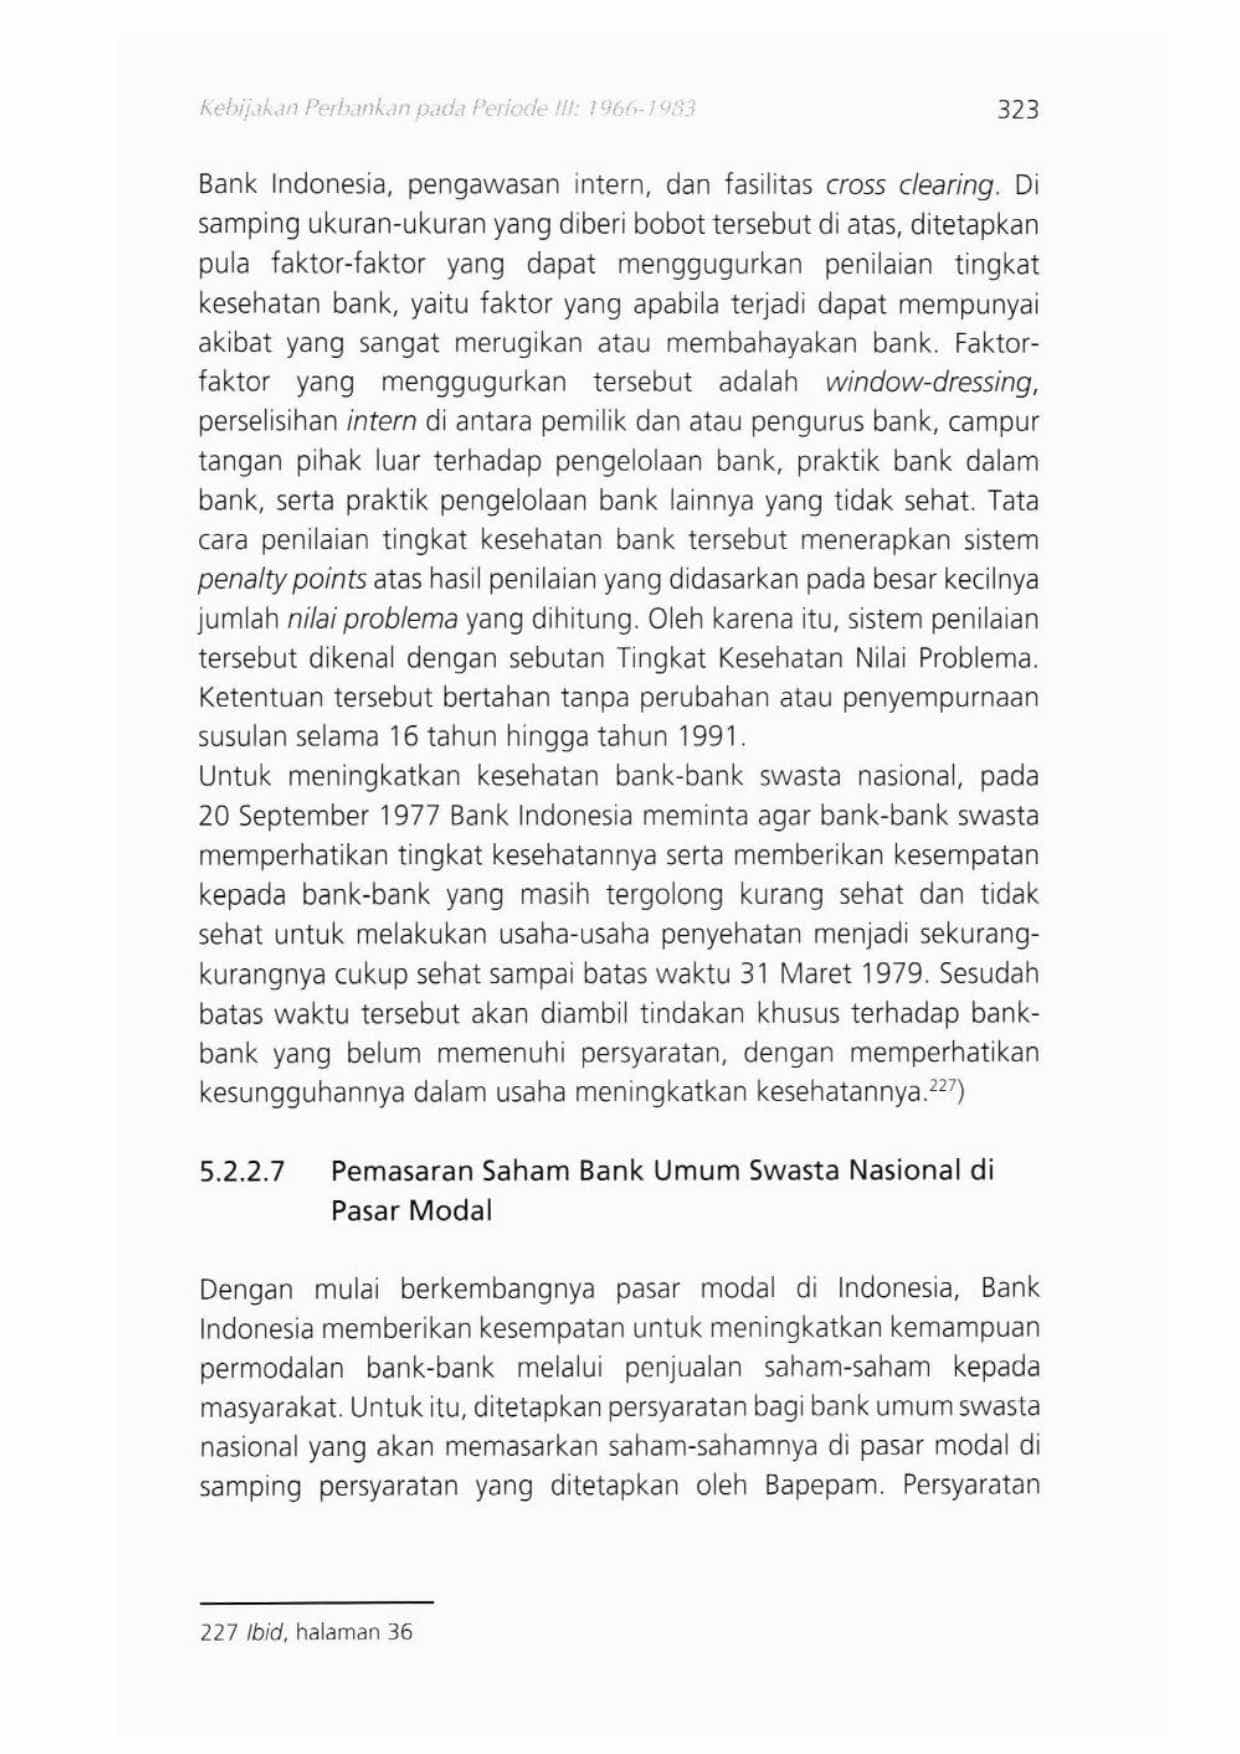 Kebijakan Perbankan pada Periode III: 1966-1983 323
Bank Indonesia, pengawasan intern, dan fasilitas cross clearing. Di
samping ukuran-ukuran yang diberi bobot tersebut di atas, ditetapkan
pula faktor-faktor yang dapat menggugurkan penilaian tingkat
kesehatan bank, yaitu faktor yang apabila terjadi dapat mempunyai
akibat yang sangat merugikan atau membahayakan bank. Faktor-
faktor yang menggugurkan tersebut adalah window-dressing,
perselisihan intern di antara pemilik dan atau pengurus bank, campur
tangan pihak luar terhadap pengelolaan bank, praktik bank dalam
bank, serta praktik pengelolaan bank lainnya yang tidak sehat. Tata
cara penilaian tingkat kesehatan bank tersebut menerapkan sistem
penalty points atas hasil penilaian yang didasarkan pada besar kecilnya
jumlah nilai problema yang dihitung. Oleh karena itu, sistem penilaian
tersebut dikenal dengan sebutan Tingkat Kesehatan Nilai Problema.
Ketentuan tersebut bertahan tanpa perubahan atau penyempurnaan
susulan selama 16 tahun hingga tahun 1991.
Untuk meningkatkan kesehatan bank-bank swasta nasional, pada
20 September 1977 Bank Indonesia meminta agar bank-bank swasta
memperhatikan tingkat kesehatannya serta memberikan kesempatan
kepada bank-bank yang masih tergolong kurang sehat dan tidak
sehat untuk melakukan usaha-usaha penyehatan menjadi sekurang-
kurangnya cukup sehat sampai batas waktu 31 Maret 1979. Sesudah
batas waktu tersebut akan diambil tindakan khusus terhadap bank-
bank yang belum memenuhi persyaratan, dengan memperhatikan
kesungguhannya dalam usaha meningkatkan kesehatannya.227)
5.2.2.7 Pemasaran Saham Bank Umum Swasta Nasional di
Pasar Modal
Dengan mulai berkembangnya pasar modal di Indonesia, Bank
Indonesia memberikan kesempatan untuk meningkatkan kemampuan
permodalan bank-bank melalui penjualan saham-saham kepada
masyarakat. Untuk itu, ditetapkan persyaratan bagi bank umum swasta
nasional yang akan memasarkan saham-sahamnya di pasar modal di
samping persyaratan yang ditetapkan oleh Bapepam. Persyaratan
227 Ibid, halaman 36